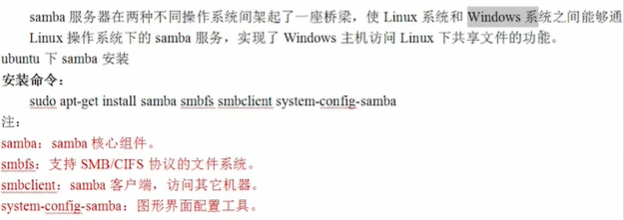 samba 服务器在两种不同操作系统间架起了一座桥梁，使 Linux 系统和 Windows 系统之间能够通
Linux 操作系统下的 samba 服务，实现了 Windows 主机访问 Linux 下共享文件的功能。
ubuntu 下 samba 安装
安装命令：
sudo apt-get install samba smbfs smbclient system-config-samba
注：
samba：samba 核心组件。
smbfs：支持 SMB/CIFS 协议的文件系统。
smbclient：samba 客户端，访问其它机器。
system-config-samba：图形界面配置工具。